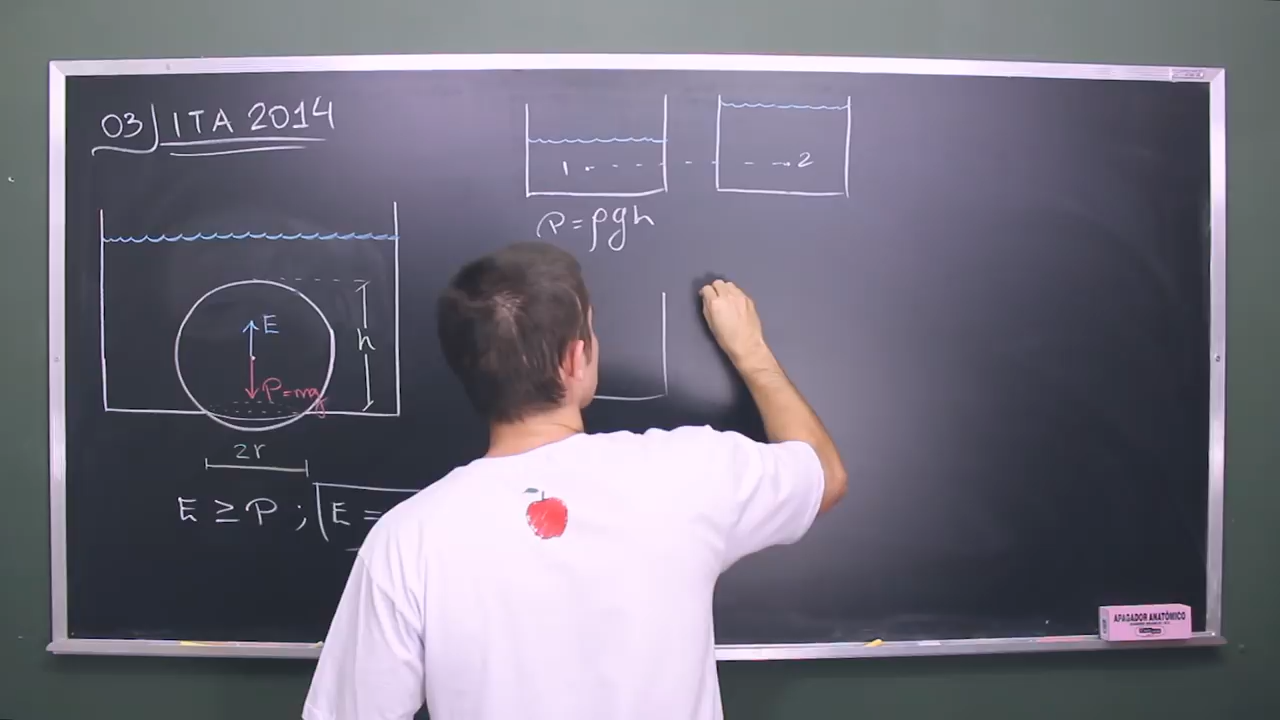 03) ITA 2014
1 2
P = ρgh
E
h
P=mg
2r
E ≥ P ; E =
APAGADOR ANATÔMICO